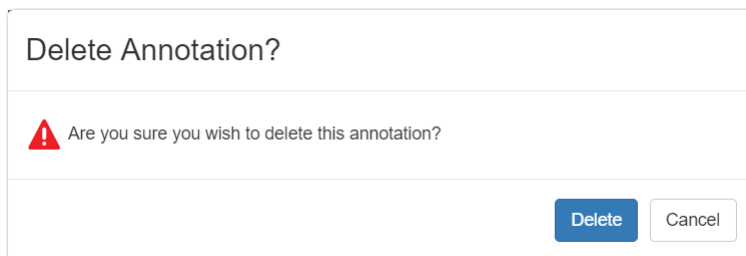 Delete Annotation?
Are you sure you wish to delete this annotation?
Delete Cancel